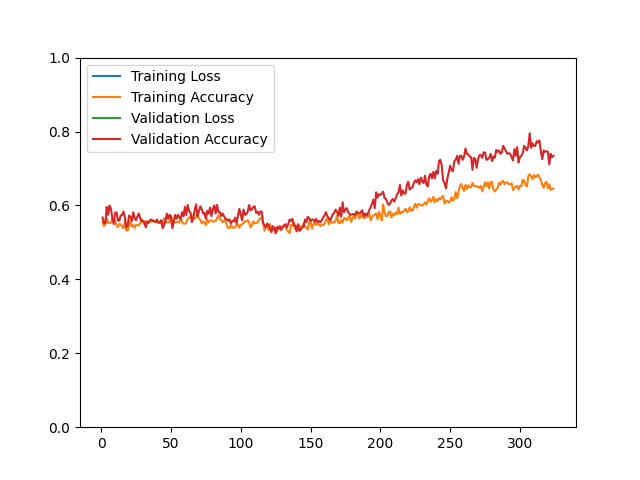 Training Loss
Training Accuracy
Validation Loss
Validation Accuracy
1.0
0.8
0.6
0.4
0.2
0.0
0 50 100 150 200 250 300